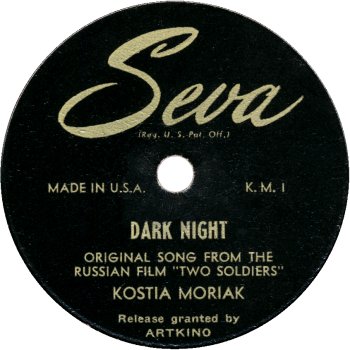 Seva
(Reg. U. S. Pat. Off.)
MADE IN U.S.A. K. M. 1
DARK NIGHT
ORIGINAL SONG FROM THE
RUSSIAN FILM "TWO SOLDIERS"
KOSTIA MORIAK
Release granted by
ARTKINO